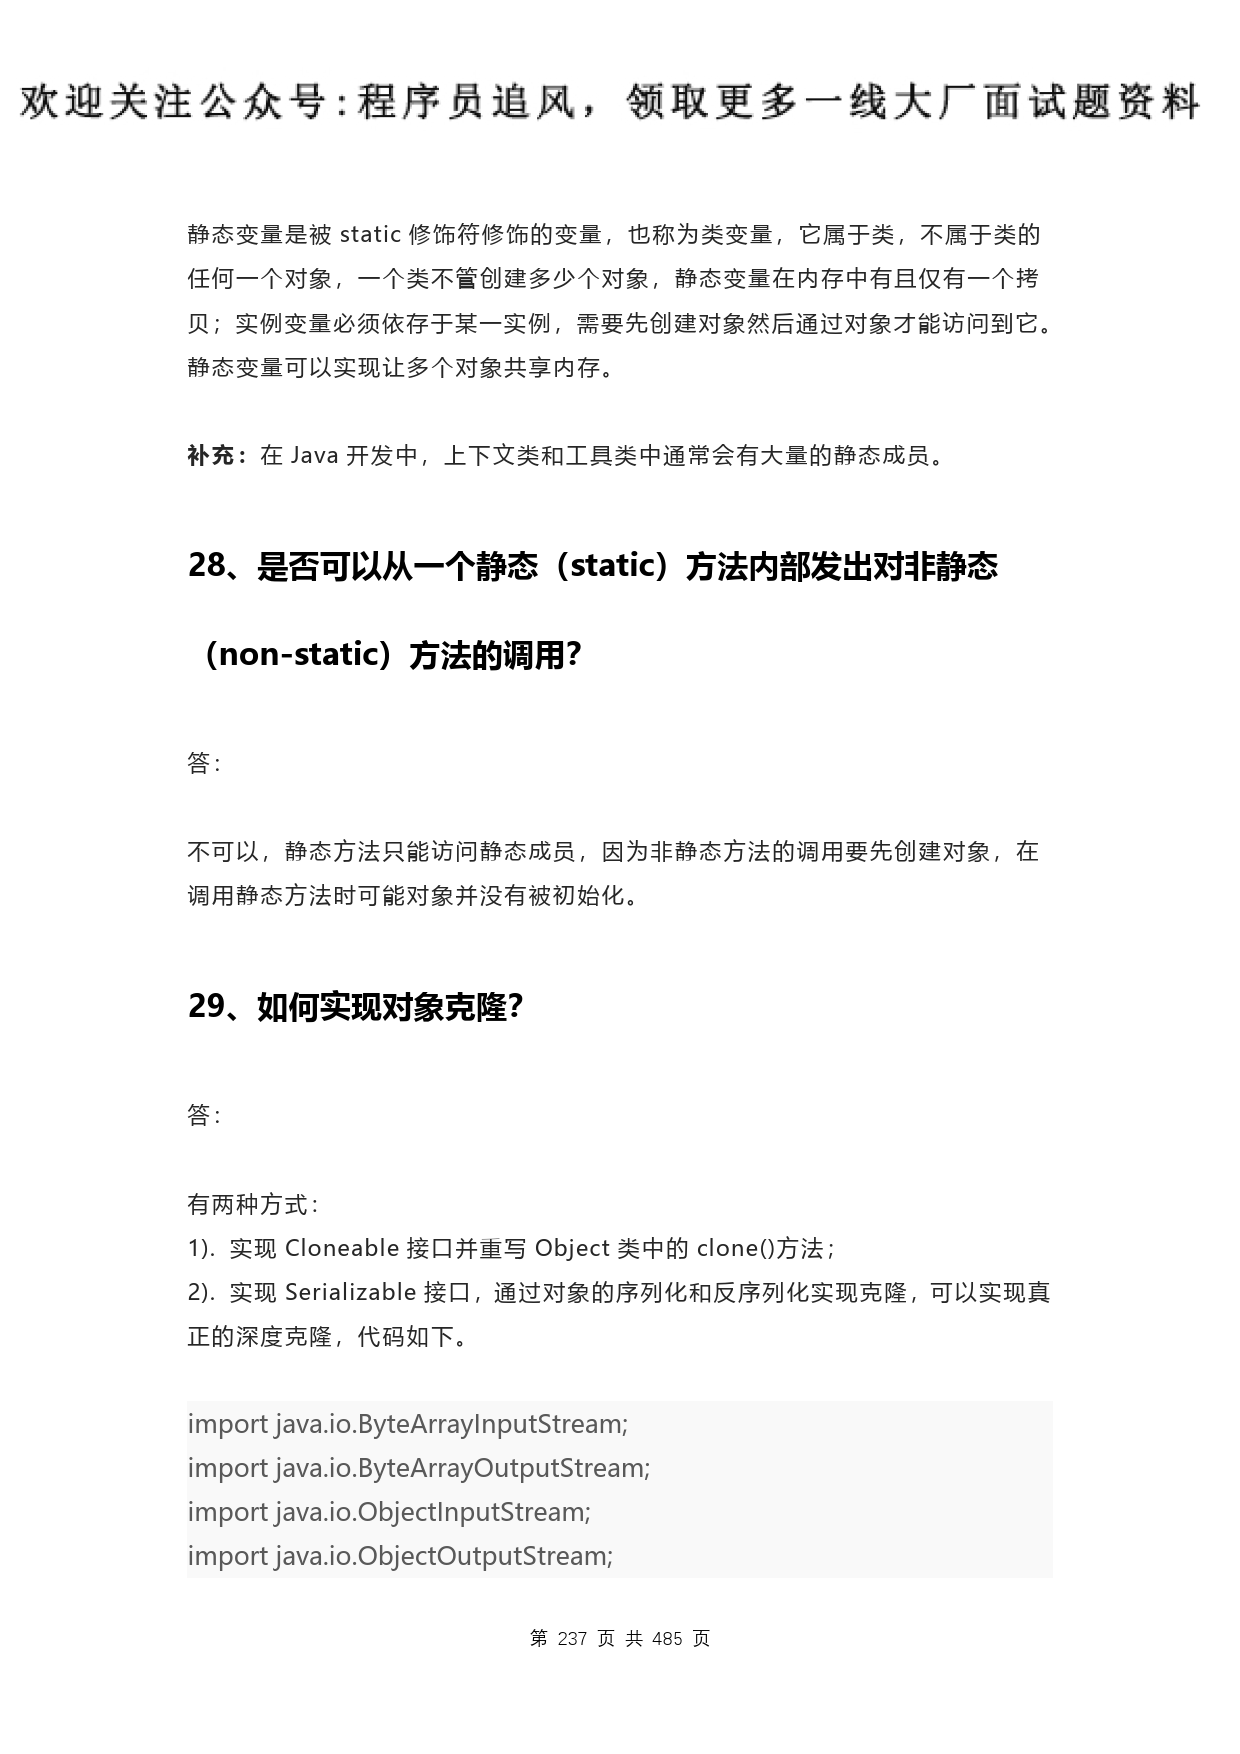 欢迎关注公众号:程序员追风，领取更多一线大厂面试题资料
静态变量是被 static 修饰符修饰的变量，也称为类变量，它属于类，不属于类的
任何一个对象，一个类不管创建多少个对象，静态变量在内存中有且仅有一个拷
贝；实例变量必须依存于某一实例，需要先创建对象然后通过对象才能访问到它。
静态变量可以实现让多个对象共享内存。
补充：在 Java 开发中，上下文类和工具类中通常会有大量的静态成员。
28、是否可以从一个静态（static）方法内部发出对非静态
（non-static）方法的调用？
答：
不可以，静态方法只能访问静态成员，因为非静态方法的调用要先创建对象，在
调用静态方法时可能对象并没有被初始化。
29、如何实现对象克隆？
答：
有两种方式：
1). 实现 Cloneable 接口并重写 Object 类中的 clone()方法；
2). 实现 Serializable 接口，通过对象的序列化和反序列化实现克隆，可以实现真
正的深度克隆，代码如下。
import java.io.ByteArrayInputStream;
import java.io.ByteArrayOutputStream;
import java.io.ObjectInputStream;
import java.io.ObjectOutputStream;
第 237 页 共 485 页